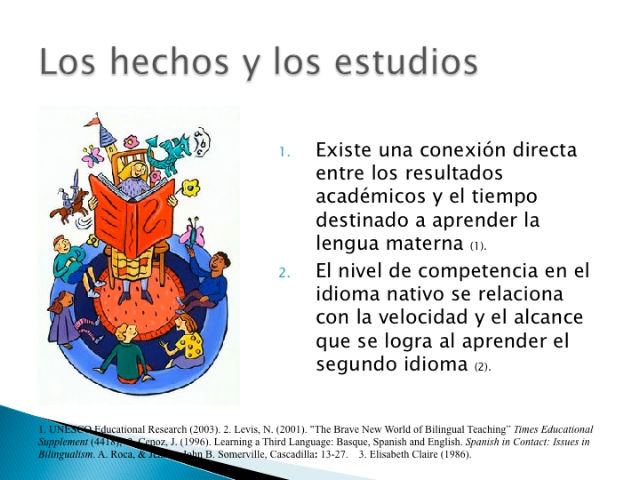 Los hechos y los estudios
1. Existe una conexión directa
entre los resultados
académicos y el tiempo
destinado a aprender la
lengua materna (1).
2. El nivel de competencia en el
idioma nativo se relaciona
con la velocidad y el alcance
que se logra al aprender el
segundo idioma (2).
1. UNESCO Educational Research (2003). 2. Levis, N. (2001). "The Brave New World of Bilingual Teaching" Times Educational
Supplement (4418), Cenoz, J. (1996). Learning a Third Language: Basque, Spanish and English. Spanish in Contact: Issues in
Bilingualism. A. Roca, & John B. Somerville, Cascadilla: 13-27. 3. Elisabeth Claire (1986).